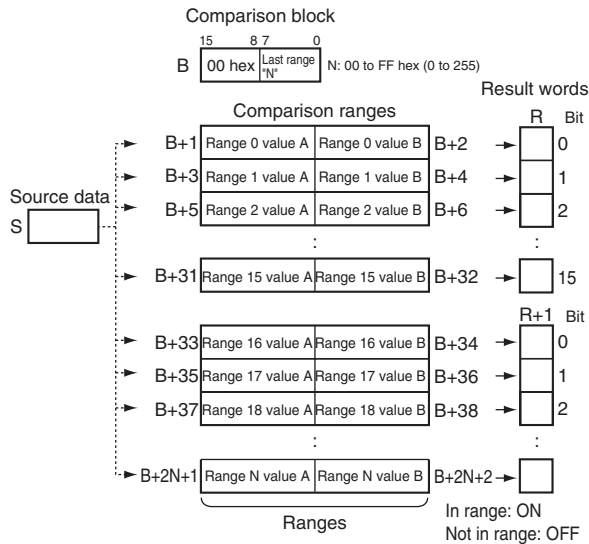 Comparison block
15 8 7 0
B 00 hex Last range "N" N: 00 to FF hex (0 to 255)
Result words
Comparison ranges R Bit
B+1 Range 0 value A Range 0 value B B+2 0
B+3 Range 1 value A Range 1 value B B+4 1
Source data
S
B+5 Range 2 value A Range 2 value B B+6 2
: :
B+31 Range 15 value A Range 15 value B B+32 15
R+1 Bit
B+33 Range 16 value A Range 16 value B B+34 0
B+35 Range 17 value A Range 17 value B B+36 1
B+37 Range 18 value A Range 18 value B B+38 2
: :
B+2N+1 Range N value A Range N value B B+2N+2
Ranges
In range: ON
Not in range: OFF